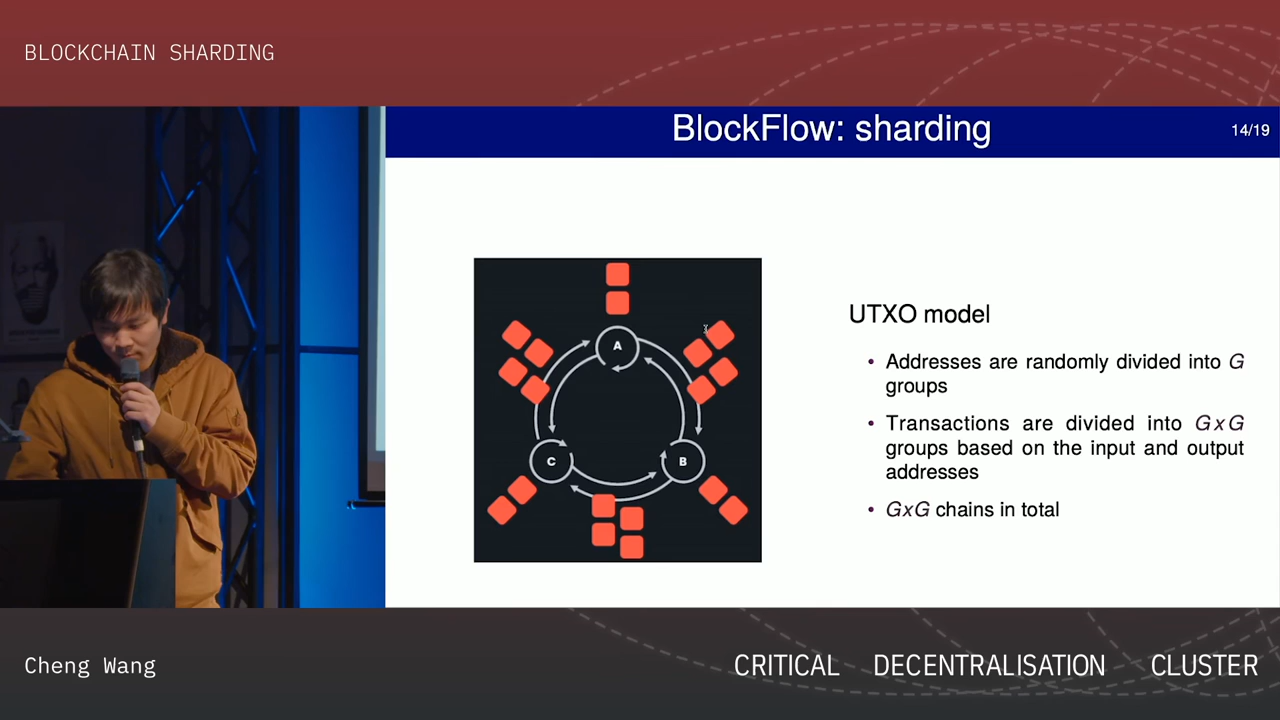 BLOCKCHAIN SHARDING
BlockFlow: sharding
14/19
A
C
B
UTXO model
• Addresses are randomly divided into G
groups
• Transactions are divided into GxG
groups based on the input and output
addresses
• GxG chains in total
Cheng Wang
CRITICAL DECENTRALISATION CLUSTER